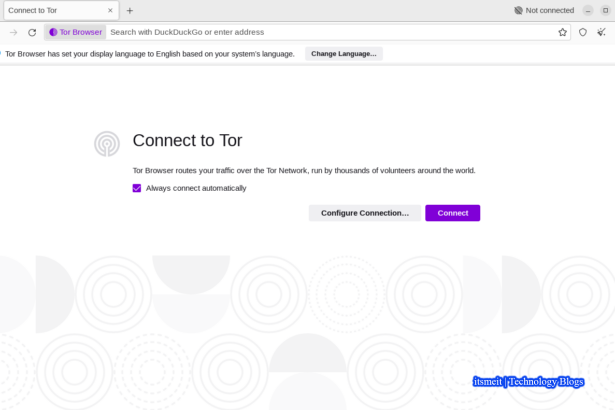 Connect to Tor
Not connected
Tor Browser
Search with DuckDuckGo or enter address
Tor Browser has set your display language to English based on your system's language.
Change Language...
Connect to Tor
Tor Browser routes your traffic over the Tor Network, run by thousands of volunteers around the world.
Always connect automatically
Configure Connection...
Connect
itsmeit | Technology Blogs